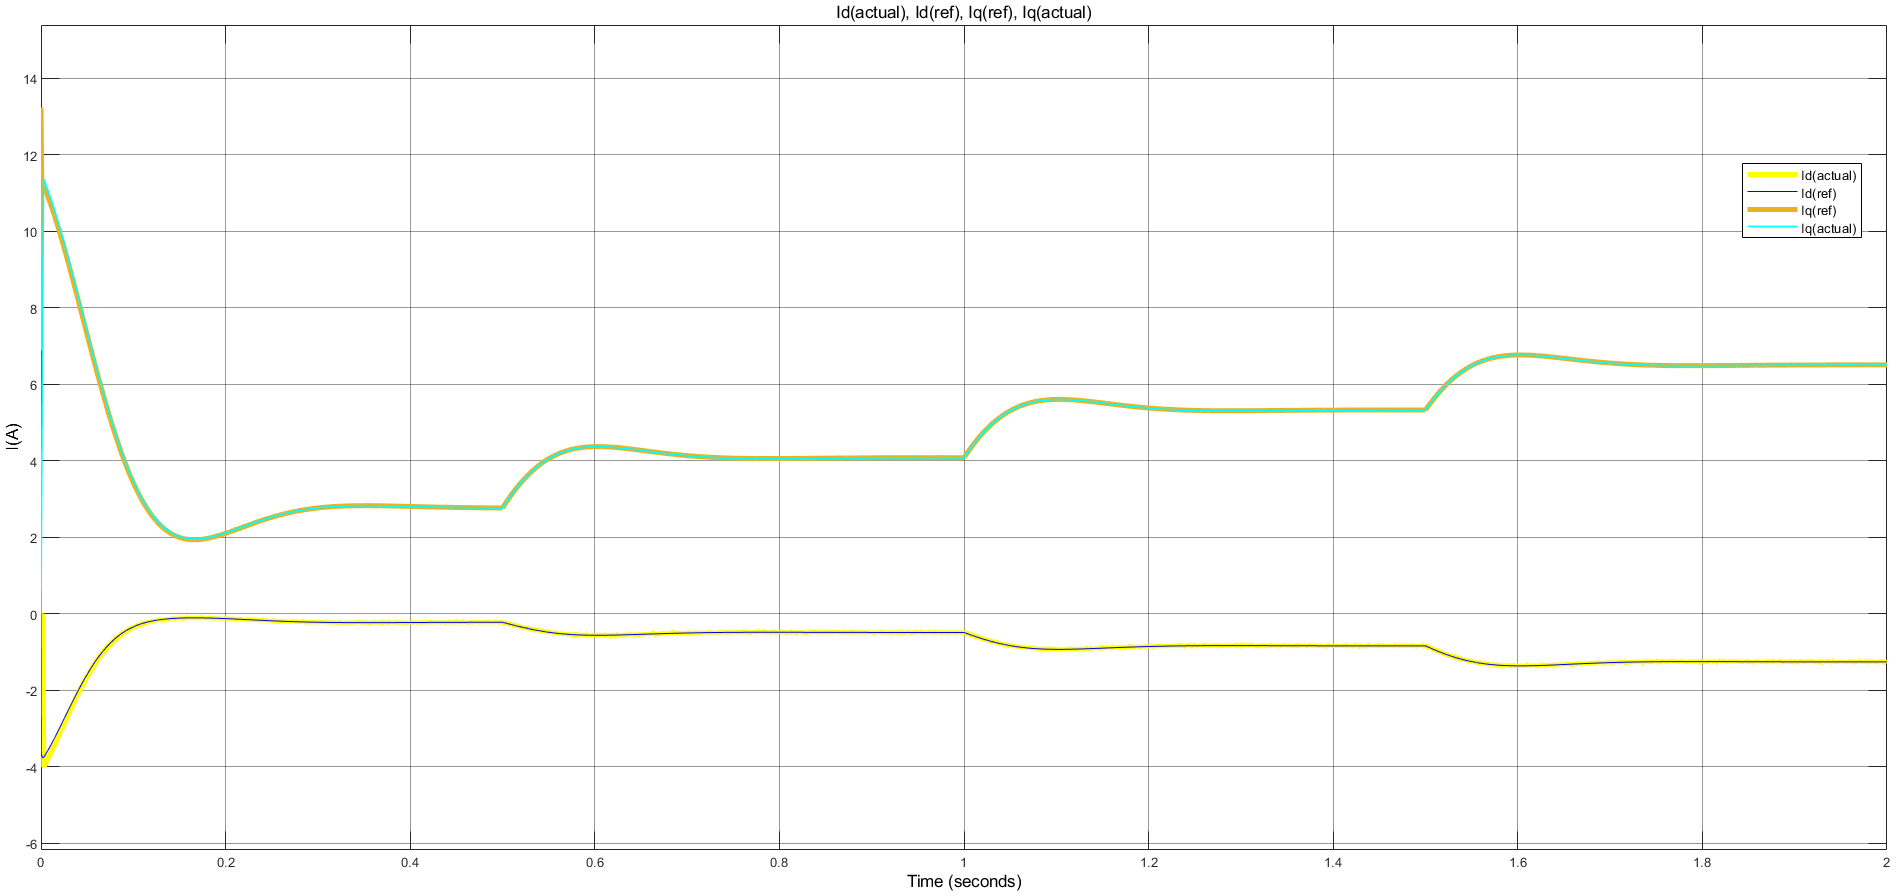 Id(actual), Id(ref), Iq(ref), Iq(actual)
14
12
10
8
6
4
2
0
-2
-4
-6
I(A)
Id(actual)
Id(ref)
Iq(ref)
Iq(actual)
0 0.2 0.4 0.6 0.8 1 1.2 1.4 1.6 1.8 2
Time (seconds)